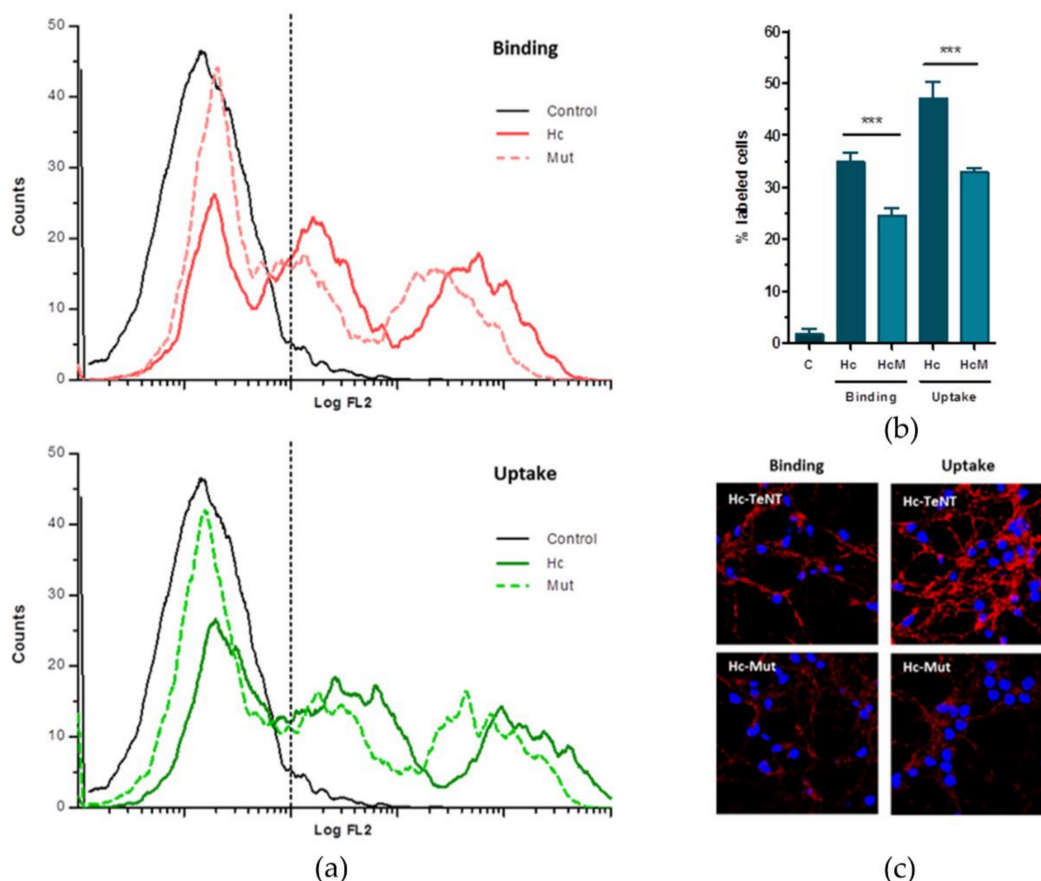 50
40
30
20
10
0
Counts
Binding
Control
Hc
Mut
Log FL2
50
40
30
20
10
0
Counts
Uptake
Control
Hc
Mut
Log FL2
(a)
60
50
40
30
20
10
0
% labeled cells
***
***
C Hc HcM Hc HcM
Binding Uptake
(b)
Binding Uptake
Hc-TeNT Hc-TeNT
Hc-Mut Hc-Mut
(c)